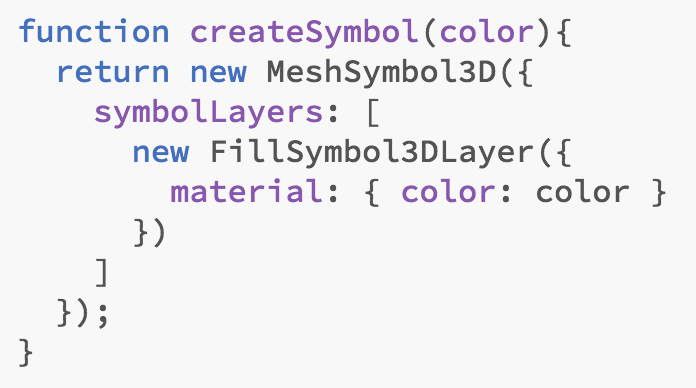 function createSymbol(color){
  return new MeshSymbol3D({
    symbolLayers: [
      new FillSymbol3DLayer({
        material: { color: color }
      })
    ]
  });
}